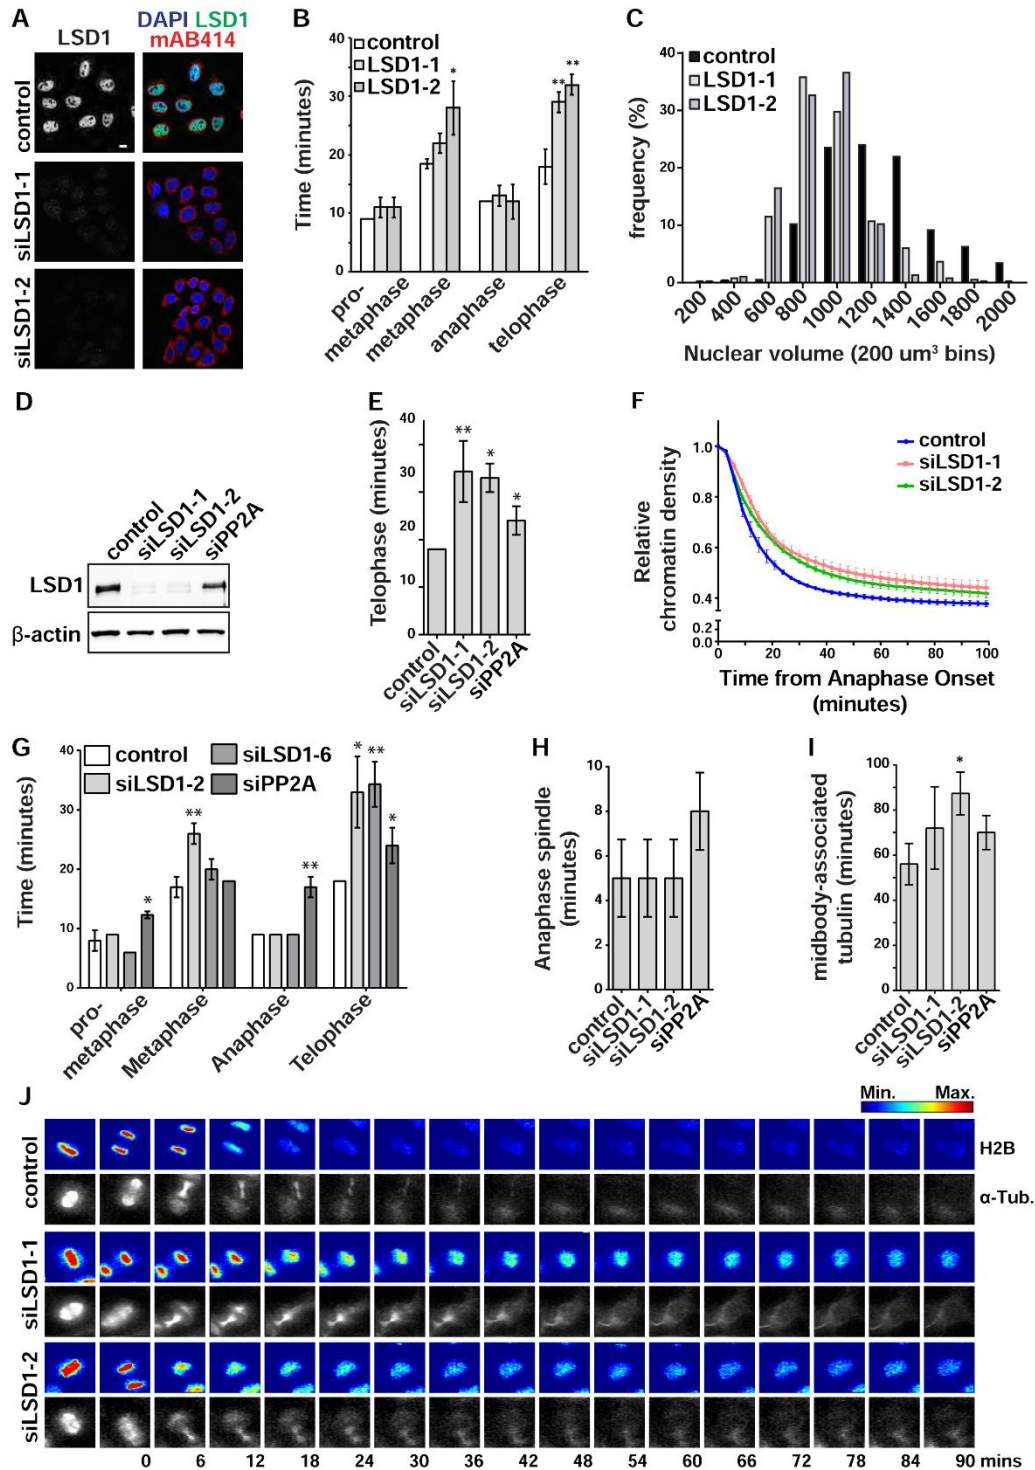 A
LSD1
DAPI LSD1
mAB414
control
siLSD1-1
siLSD1-2
B
control
LSD1-1
LSD1-2
Time (minutes)
40
30
20
10
0
*
**
**
pro-
metaphase
metaphase
anaphase
telophase
C
control
LSD1-1
LSD1-2
frequency (%)
40
30
20
10
0
200
400
600
800
1000
1200
1400
1600
1800
2000
Nuclear volume (200 um³ bins)
D
control
siLSD1-1
siLSD1-2
siPP2A
LSD1
β-actin
E
Telophase (minutes)
40
30
20
10
0
**
*
*
control
siLSD1-1
siLSD1-2
siPP2A
F
control
siLSD1-1
siLSD1-2
Relative
chromatin density
1.0
0.6
0.4
0.2
0.0
0 20 40 60 80 100
Time from Anaphase Onset
(minutes)
G
control
siLSD1-2
siLSD1-6
siPP2A
Time (minutes)
40
30
20
10
0
*
**
**
*
**
*
pro-
metaphase
Metaphase
Anaphase
Telophase
H
Anaphase spindle
(minutes)
10
8
6
4
2
0
control
siLSD1-1
siLSD1-2
siPP2A
I
midbody-associated
tubulin (minutes)
100
80
60
40
20
0
*
control
siLSD1-1
siLSD1-2
siPP2A
J
Min. Max.
control
H2B
α-Tub.
siLSD1-1
siLSD1-2
0 6 12 18 24 30 36 42 48 54 60 66 72 78 84 90 mins